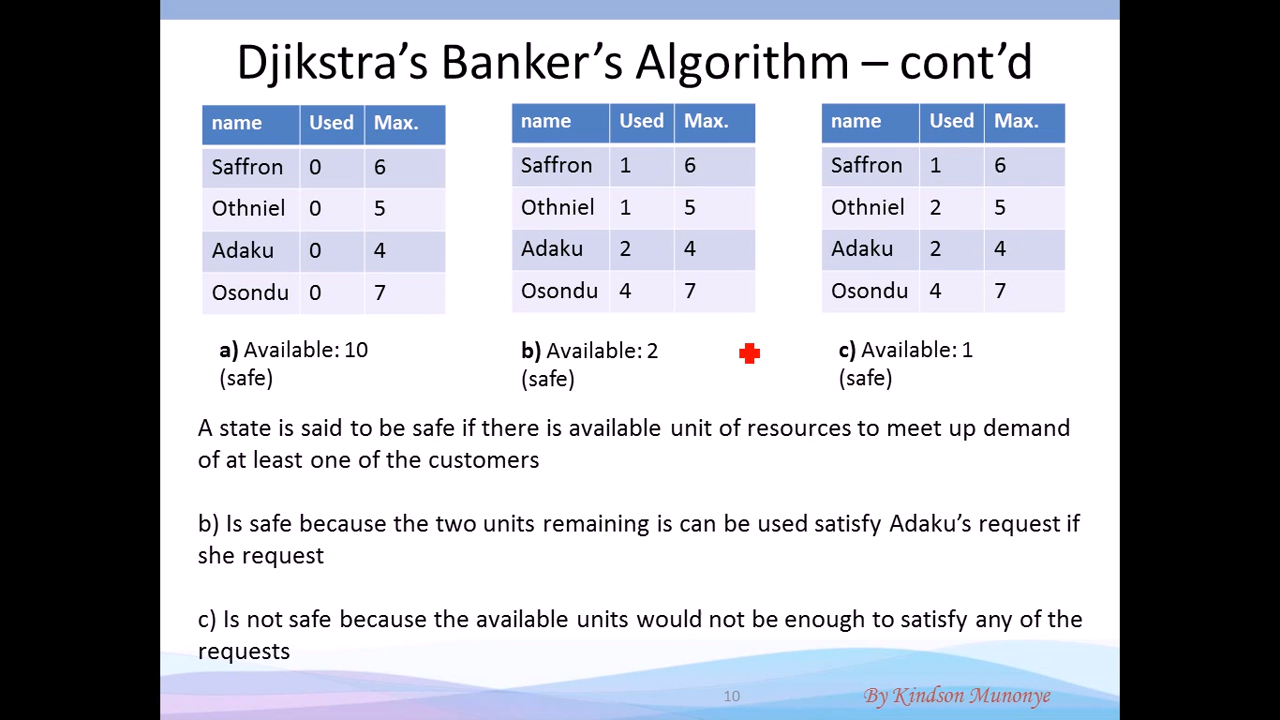 Djikstra's Banker's Algorithm – cont'd
name Used Max.
Saffron 0 6
Othniel 0 5
Adaku 0 4
Osondu 0 7
a) Available: 10
(safe)
name Used Max.
Saffron 1 6
Othniel 1 5
Adaku 2 4
Osondu 4 7
b) Available: 2
(safe)
name Used Max.
Saffron 1 6
Othniel 2 5
Adaku 2 4
Osondu 4 7
c) Available: 1
(safe)
A state is said to be safe if there is available unit of resources to meet up demand
of at least one of the customers
b) Is safe because the two units remaining is can be used satisfy Adaku's request if
she request
c) Is not safe because the available units would not be enough to satisfy any of the
requests
10
By Kindson Munonye